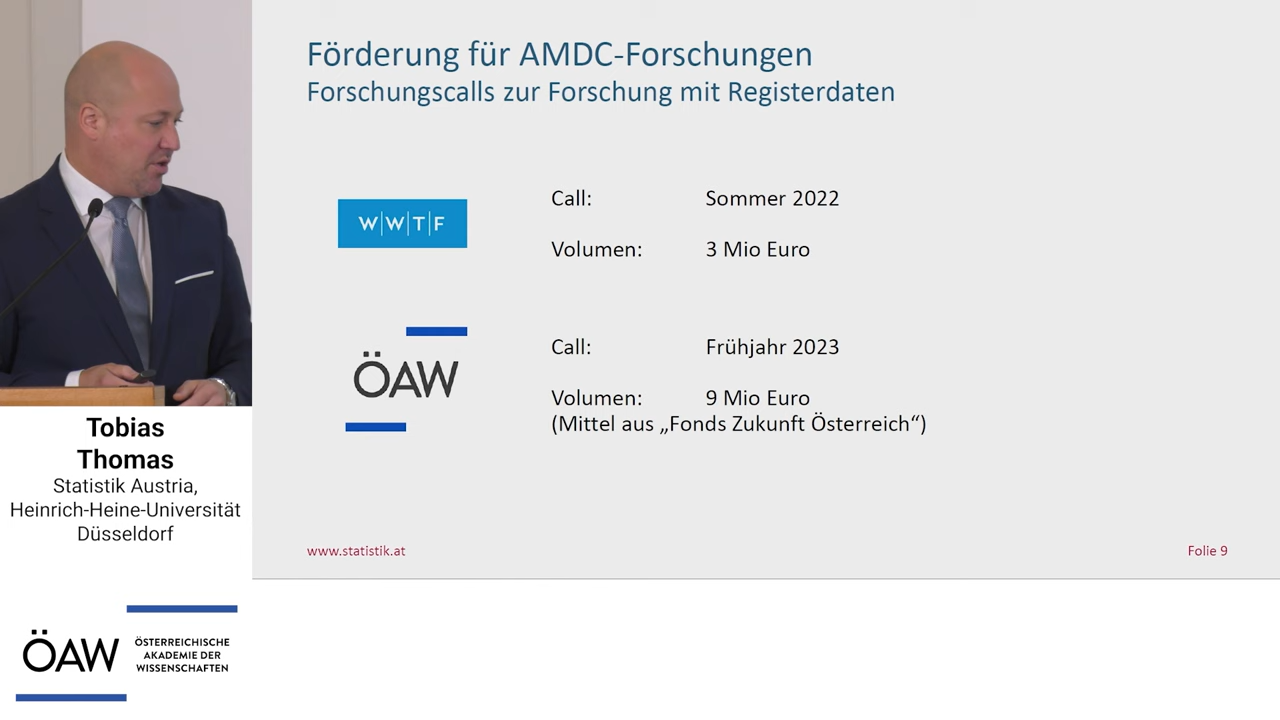 Förderung für AMDC-Forschungen
Forschungscalls zur Forschung mit Registerdaten
W|W|T|F
Call: Sommer 2022
Volumen: 3 Mio Euro
ÖAW
Call: Frühjahr 2023
Volumen: 9 Mio Euro
(Mittel aus „Fonds Zukunft Österreich“)
www.statistik.at
Folie 9
Tobias
Thomas
Statistik Austria,
Heinrich-Heine-Universität
Düsseldorf
ÖAW
ÖSTERREICHISCHE
AKADEMIE DER
WISSENSCHAFTEN